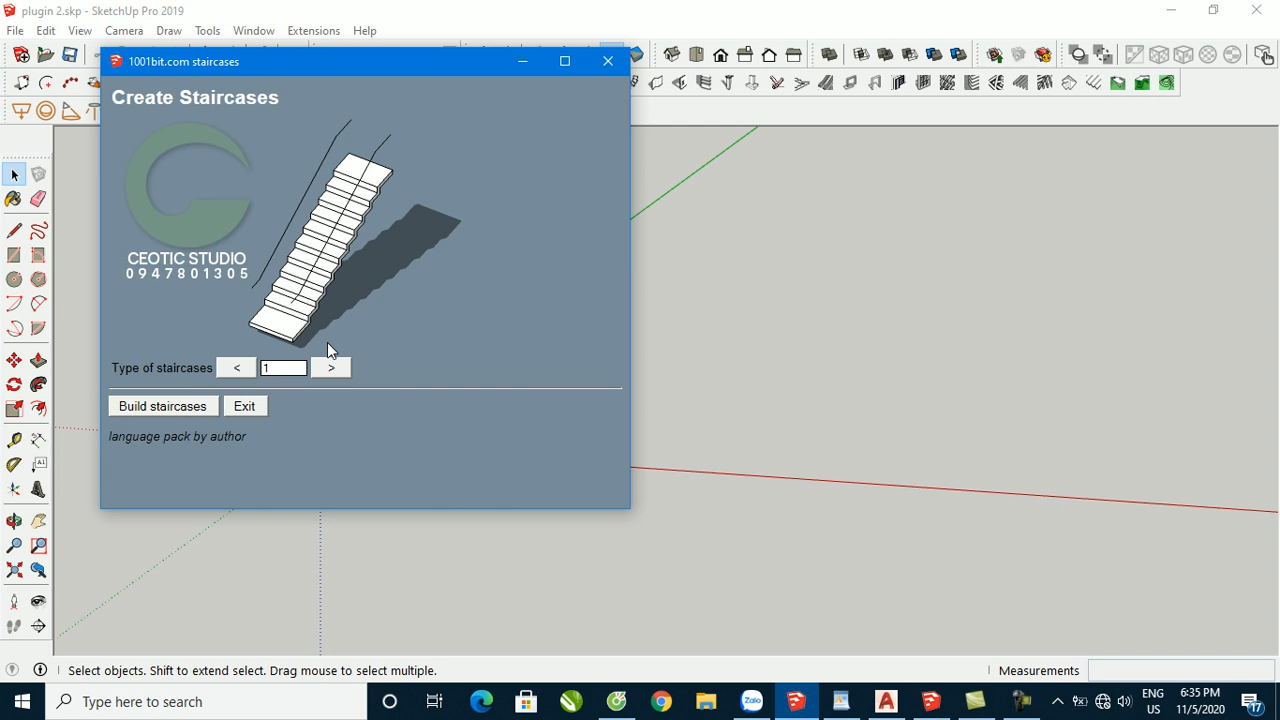 plugin 2.skp - SketchUp Pro 2019
File Edit View Camera Draw Tools Window Extensions Help
1001bit.com staircases
Create Staircases
CEOTIC STUDIO
0947801305
Type of staircases < 1 >
Build staircases Exit
language pack by author
Select objects. Shift to extend select. Drag mouse to select multiple.
Measurements
Type here to search
Zalo
ENG
US
6:35 PM
11/5/2020
17